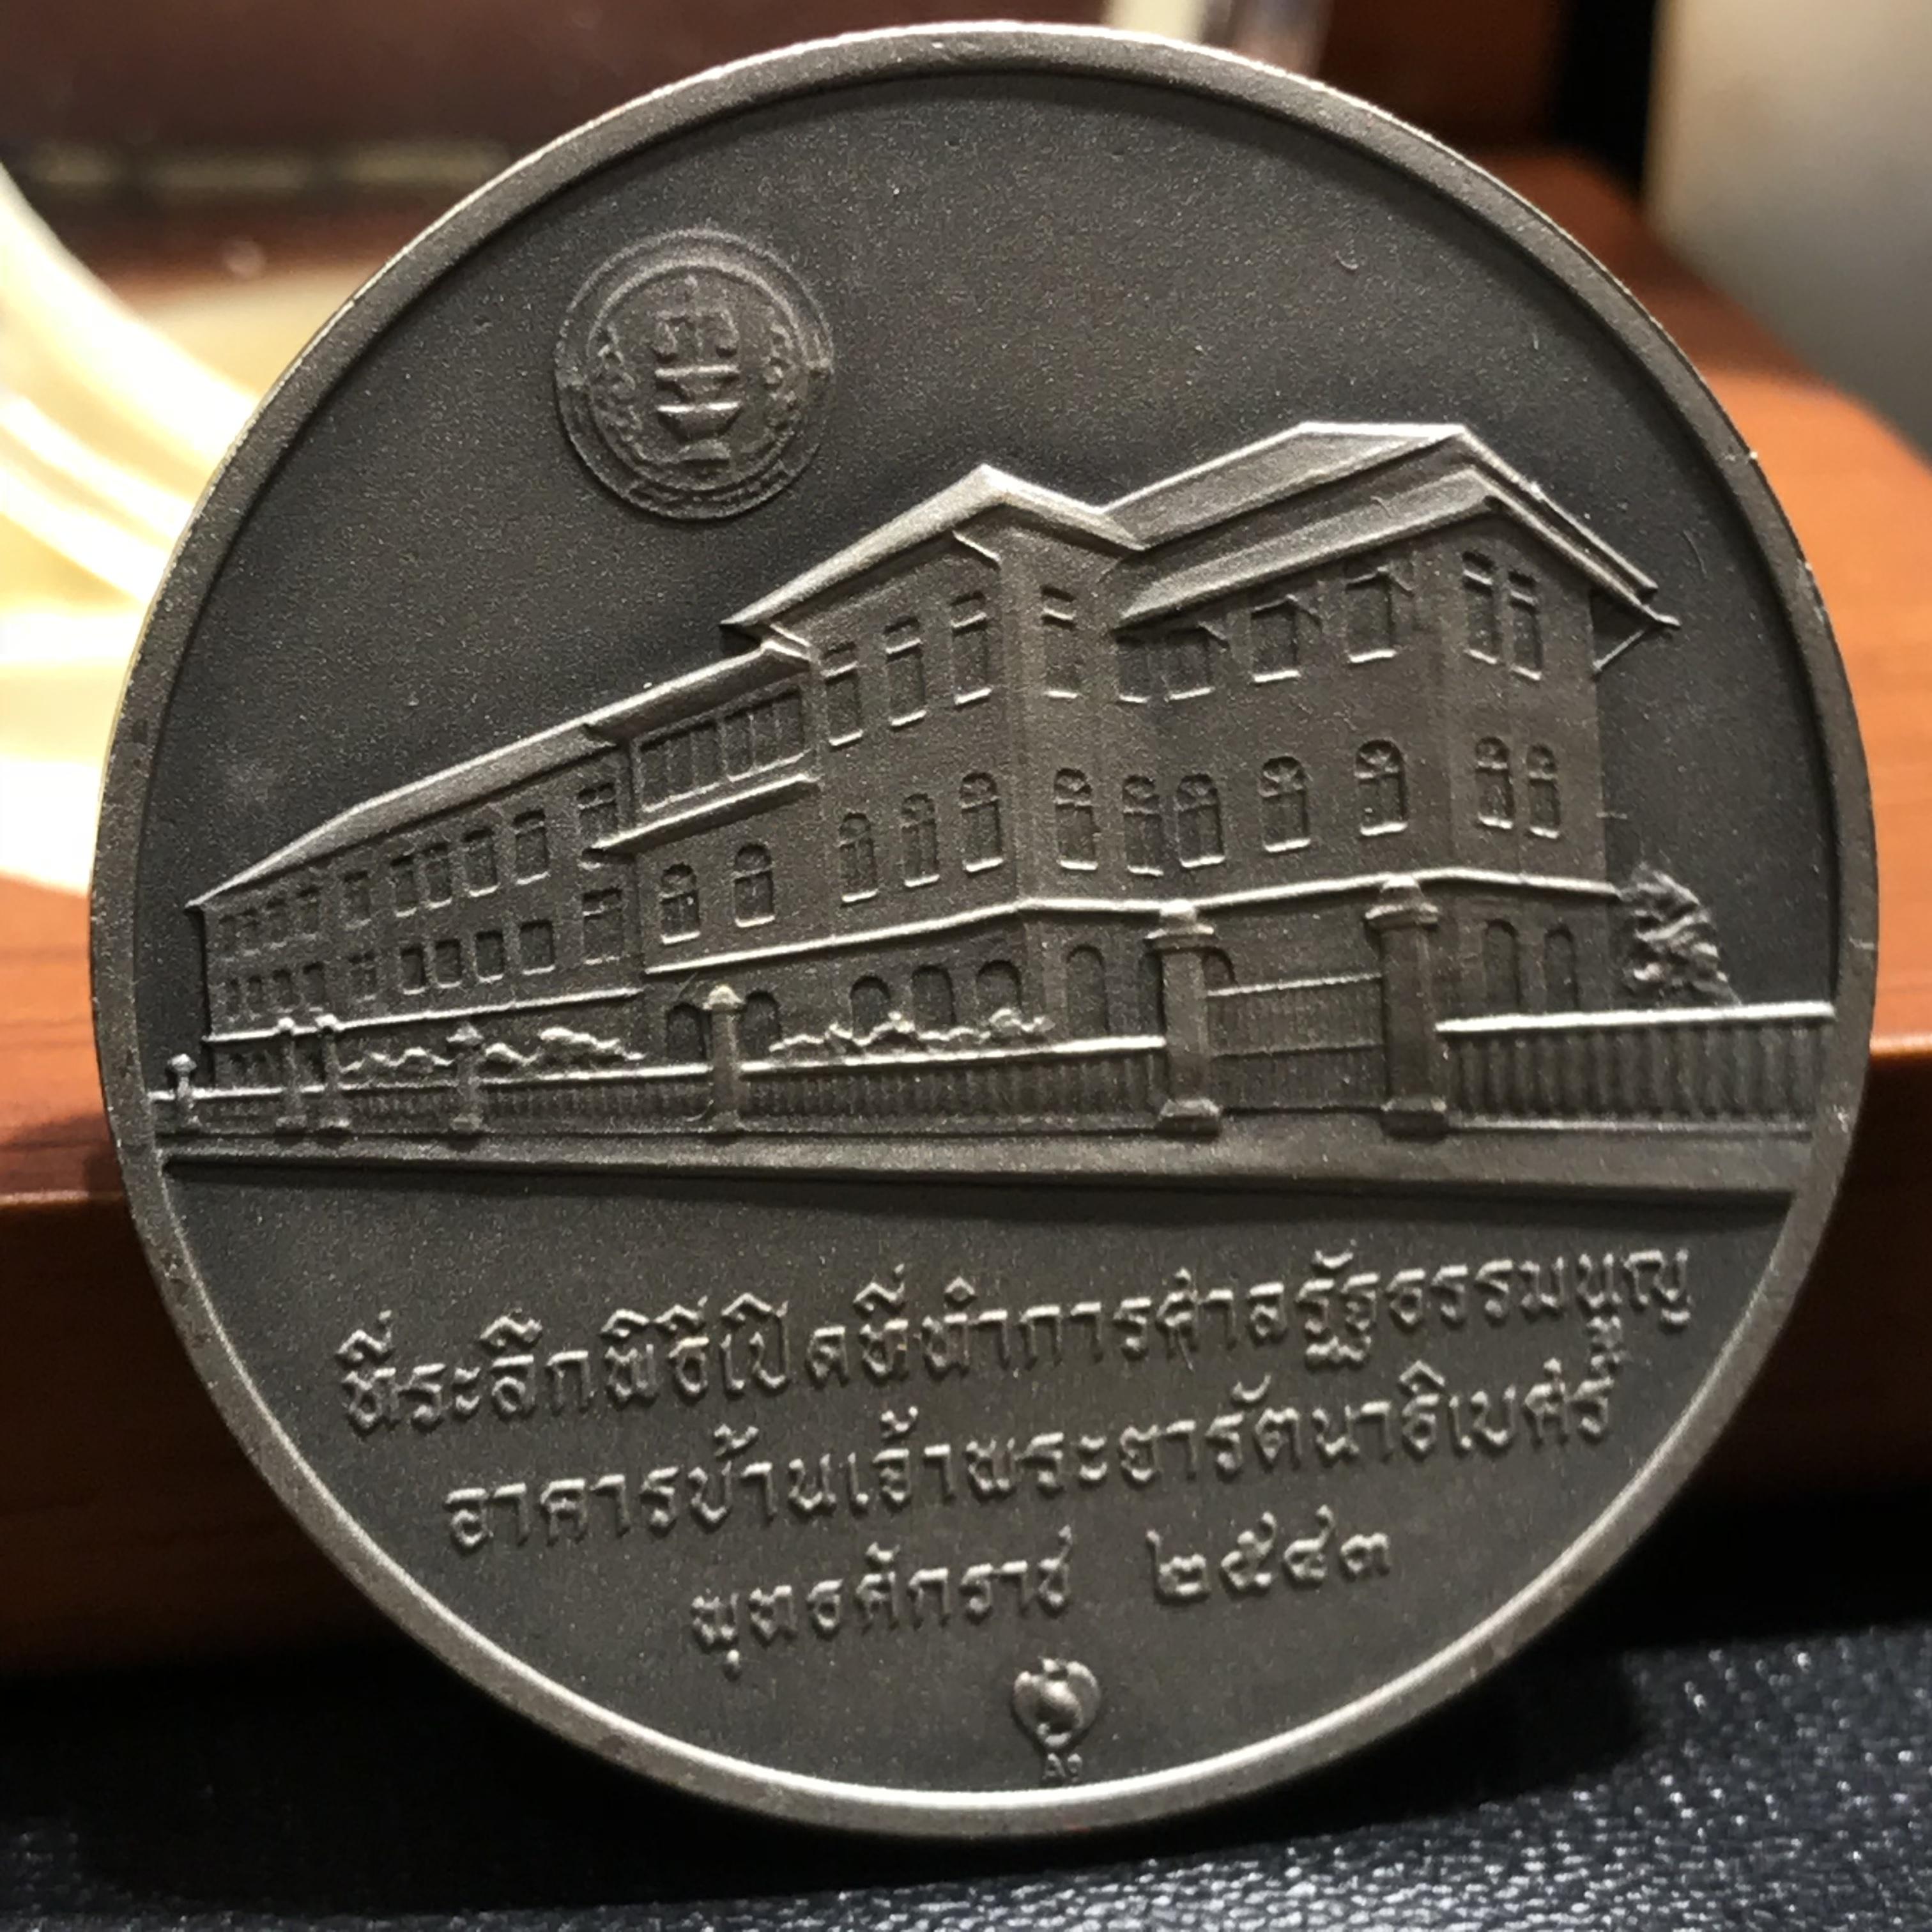 ที่ระลึกพิธีเปิดที่ทำการศาลรัฐธรรมนูญ
อาคารบ้านเจ้าพระยารัตนาธิเบศร์
พุทธศักราช ๒๕๔๓
Ag